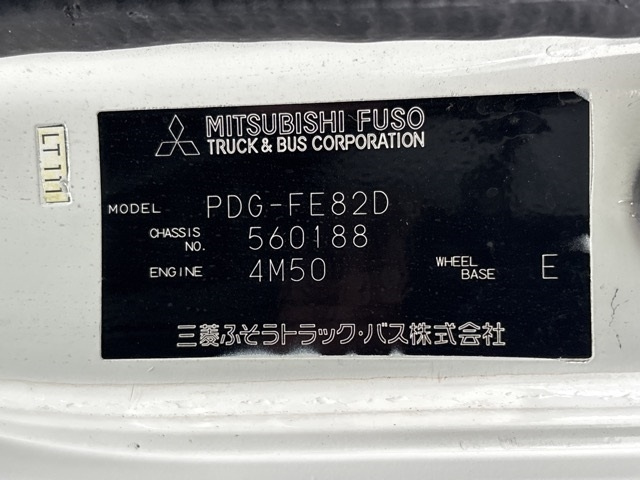 MITSUBISHI FUSO
TRUCK & BUS CORPORATION
MODEL PDG-FE82D
CHASSIS NO. 560188
ENGINE 4M50 WHEEL BASE E
三菱ふそうトラック・バス株式会社